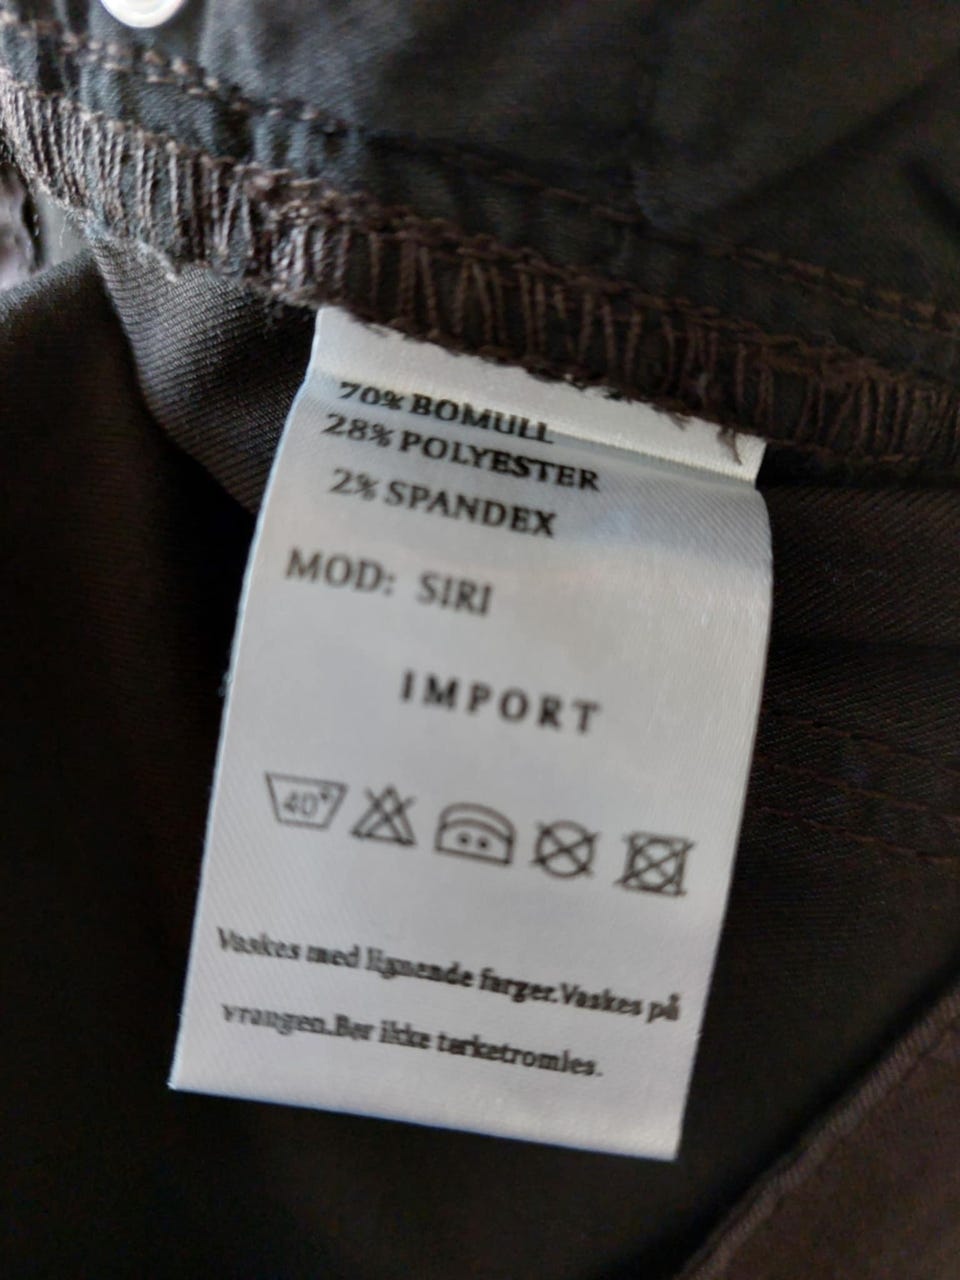 70% BOMULL
28% POLYESTER
2% SPANDEX
MOD: SIRI
IMPORT
40°
Vaskes med lignende farger.Vaskes på
vrangen.Bør ikke tørketromles.